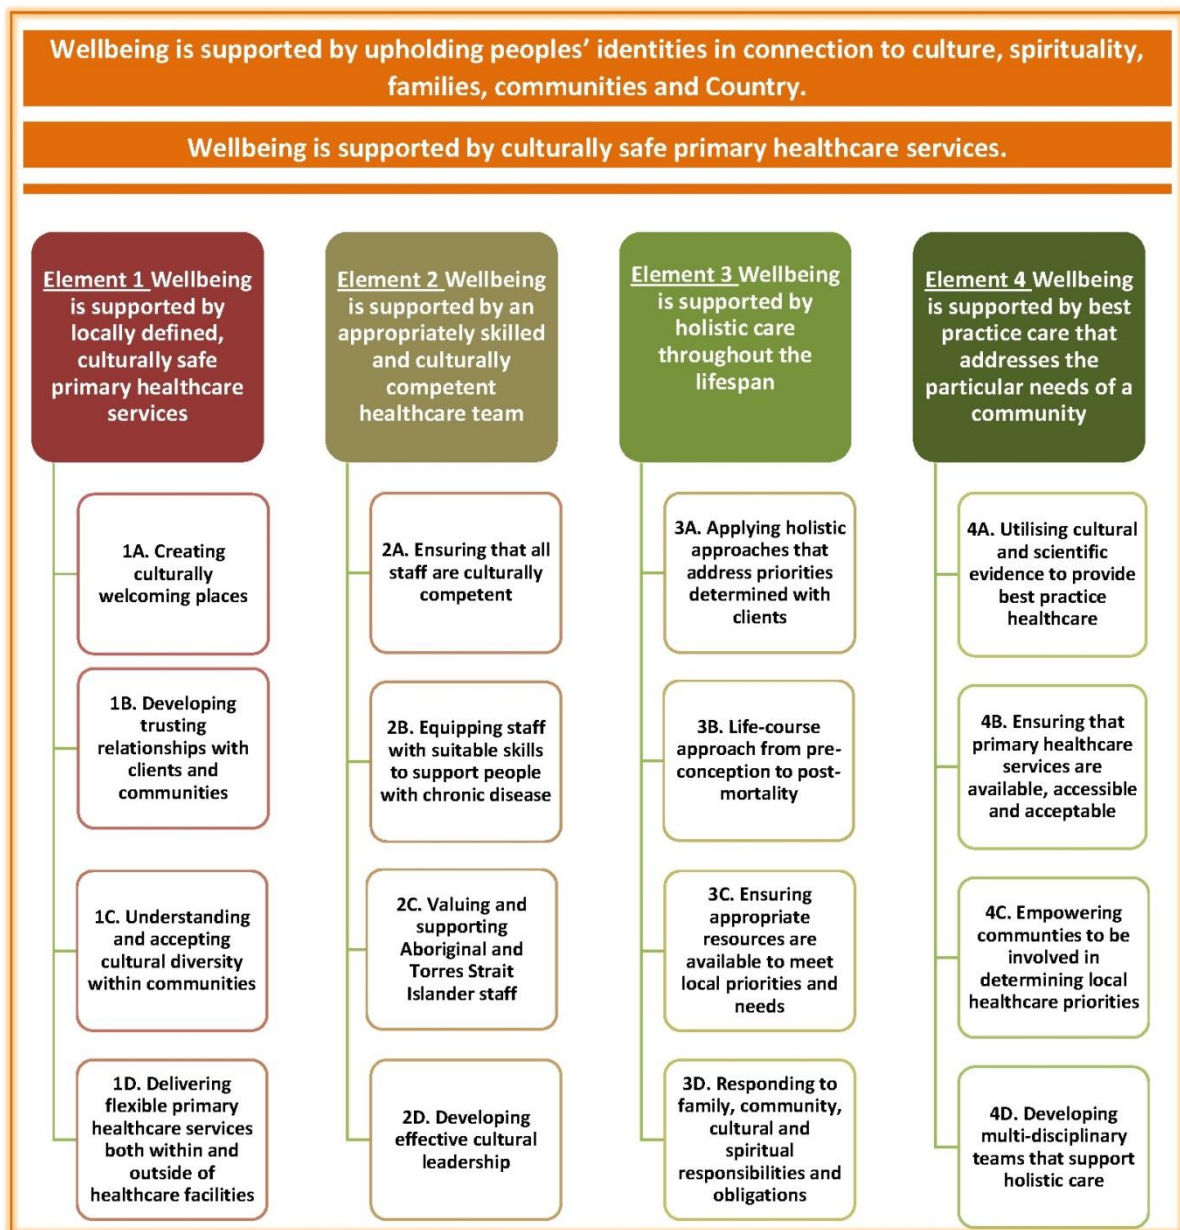 Wellbeing is supported by upholding peoples’ identities in connection to culture, spirituality,
families, communities and Country.
Wellbeing is supported by culturally safe primary healthcare services.
Element 1 Wellbeing
is supported by
locally defined,
culturally safe
primary healthcare
services
1A. Creating
culturally
welcoming places
1B. Developing
trusting
relationships with
clients and
communities
1C. Understanding
and accepting
cultural diversity
within communities
1D. Delivering
flexible primary
healthcare services
both within and
outside of
healthcare facilities
Element 2 Wellbeing
is supported by an
appropriately skilled
and culturally
competent
healthcare team
2A. Ensuring that all
staff are culturally
competent
2B. Equipping staff
with suitable skills
to support people
with chronic disease
2C. Valuing and
supporting
Aboriginal and
Torres Strait
Islander staff
2D. Developing
effective cultural
leadership
Element 3 Wellbeing
is supported by
holistic care
throughout the
lifespan
3A. Applying holistic
approaches that
address priorities
determined with
clients
3B. Life-course
approach from pre-
conception to post-
mortality
3C. Ensuring
appropriate
resources are
available to meet
local priorities and
needs
3D. Responding to
family, community,
cultural and
spiritual
responsibilities and
obligations
Element 4 Wellbeing
is supported by best
practice care that
addresses the
particular needs of a
community
4A. Utilising cultural
and scientific
evidence to provide
best practice
healthcare
4B. Ensuring that
primary healthcare
services are
available, accessible
and acceptable
4C. Empowering
communties to be
involved in
determining local
healthcare priorities
4D. Developing
multi-disciplinary
teams that support
holistic care